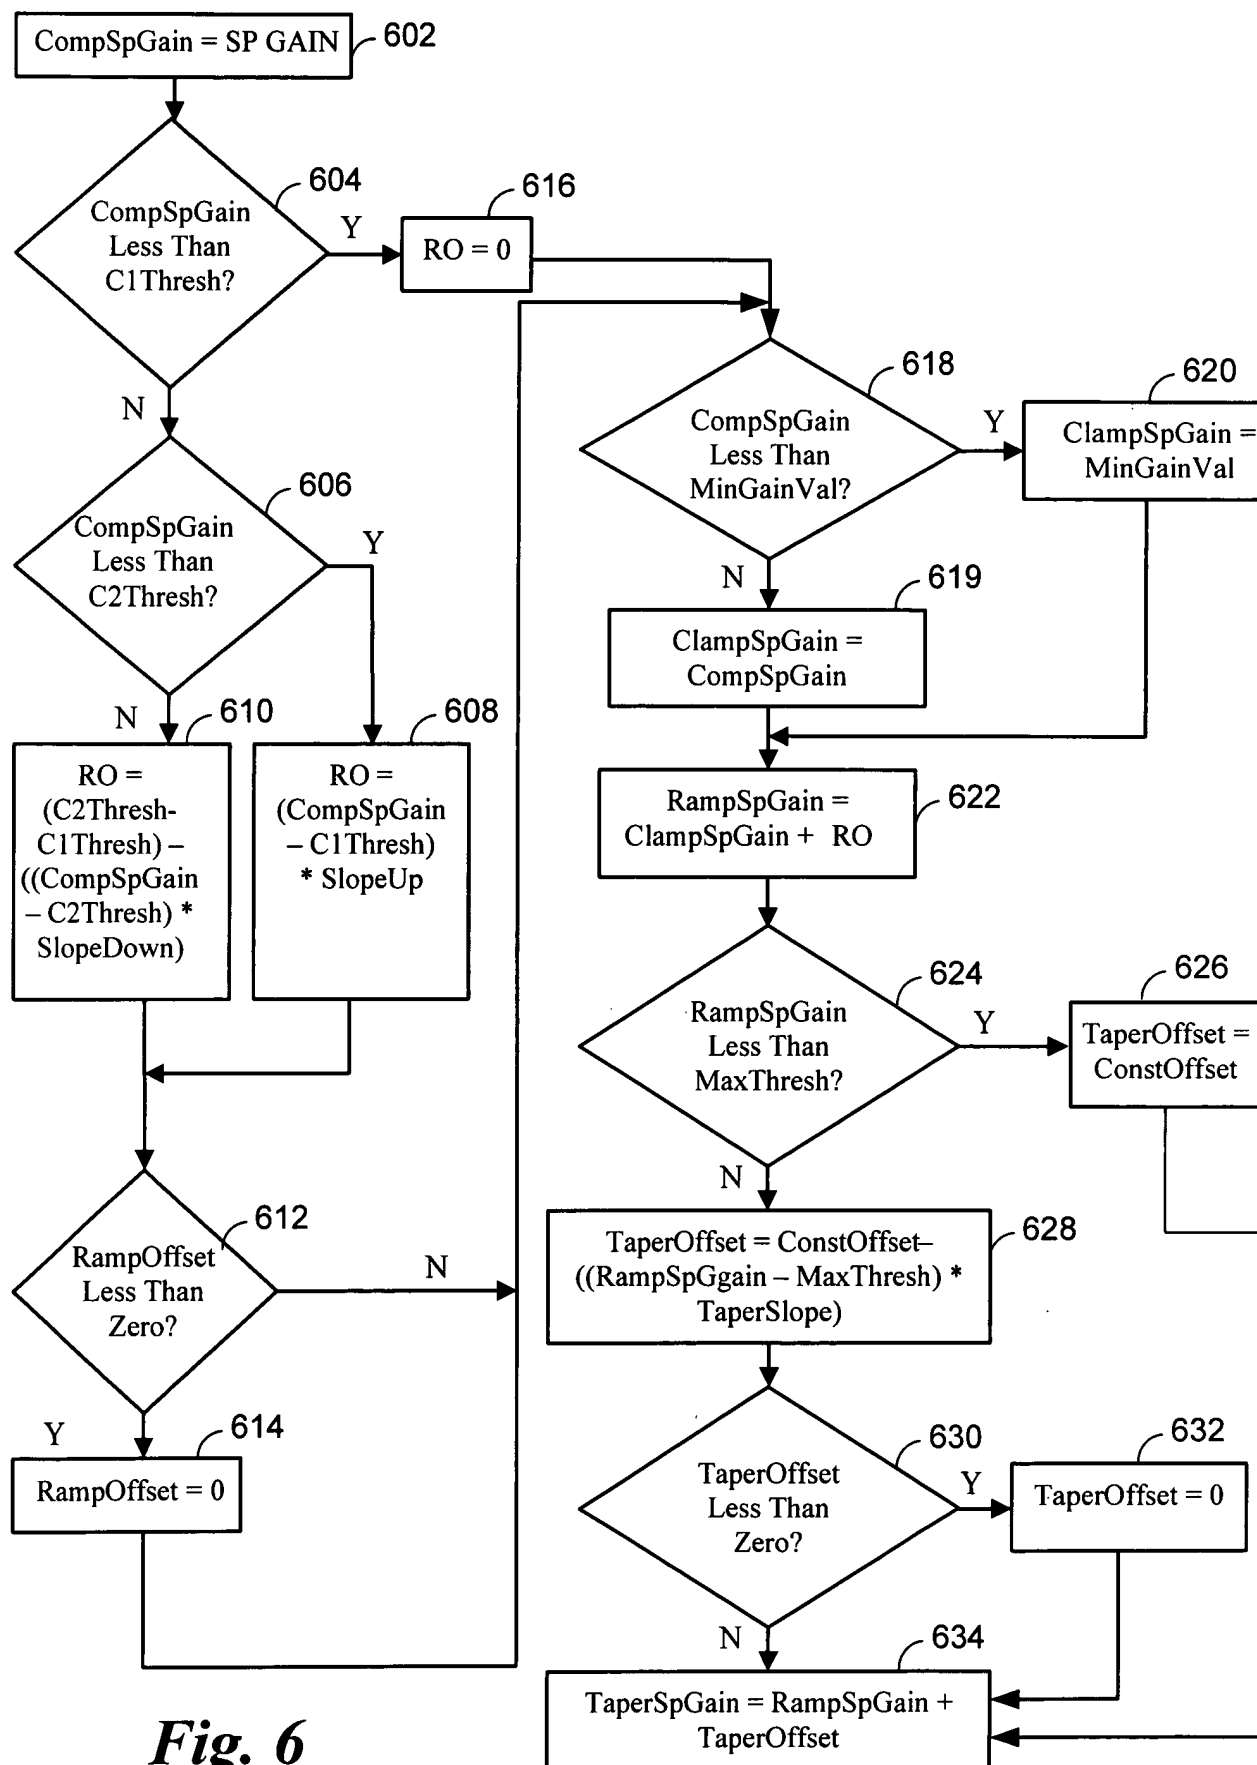 CompSpGain = SP GAIN
602
CompSpGain
Less Than
C1Thresh?
604
Y
N
RO = 0
616
CompSpGain
Less Than
C2Thresh?
606
Y
N
RO =
(C2Thresh-
C1Thresh) –
((CompSpGain
– C2Thresh) *
SlopeDown)
610
RO =
(CompSpGain
– C1Thresh)
* SlopeUp
608
RampOffset
Less Than
Zero?
612
N
Y
RampOffset = 0
614
CompSpGain
Less Than
MinGainVal?
618
Y
N
ClampSpGain =
MinGainVal
620
ClampSpGain =
CompSpGain
619
RampSpGain =
ClampSpGain + RO
622
RampSpGain
Less Than
MaxThresh?
624
Y
N
TaperOffset =
ConstOffset
626
TaperOffset = ConstOffset–
((RampSpGgain – MaxThresh) *
TaperSlope)
628
TaperOffset
Less Than
Zero?
630
Y
N
TaperOffset = 0
632
TaperSpGain = RampSpGain +
TaperOffset
634
Fig. 6